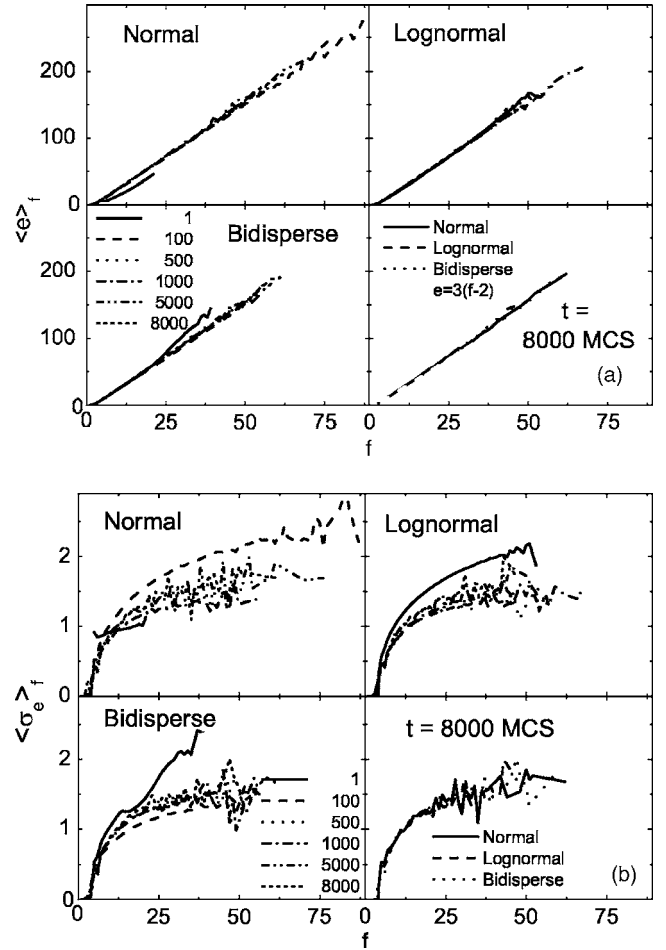 Normal
Lognormal
200
100
0
<e>f
1
100
500
1000
5000
8000
Bidisperse
Normal
Lognormal
Bidisperse
e=3(f-2)
t =
8000 MCS
(a)
200
100
0
0 25 50 75 0 25 50 75
f
Normal
Lognormal
2
1
0
<σe>f
Bidisperse
t = 8000 MCS
2
1
0
1
100
500
1000
5000
8000
Normal
Lognormal
Bidisperse
(b)
0 25 50 75 0 25 50 75
f